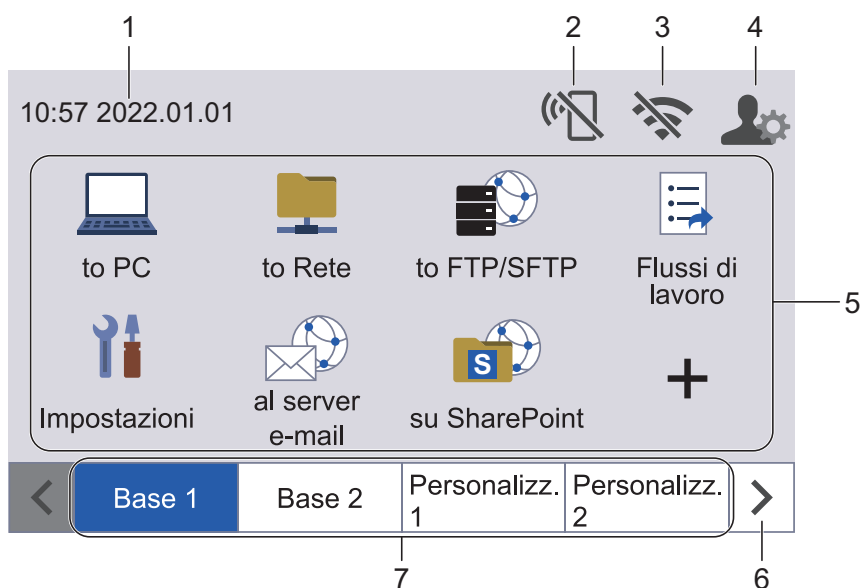 1 2 3 4
10:57 2022.01.01
to PC to Rete to FTP/SFTP Flussi di
lavoro
5
Impostazioni al server
e-mail S
su SharePoint
Base 1 Base 2 Personalizz.
1 Personalizz.
2
7 6